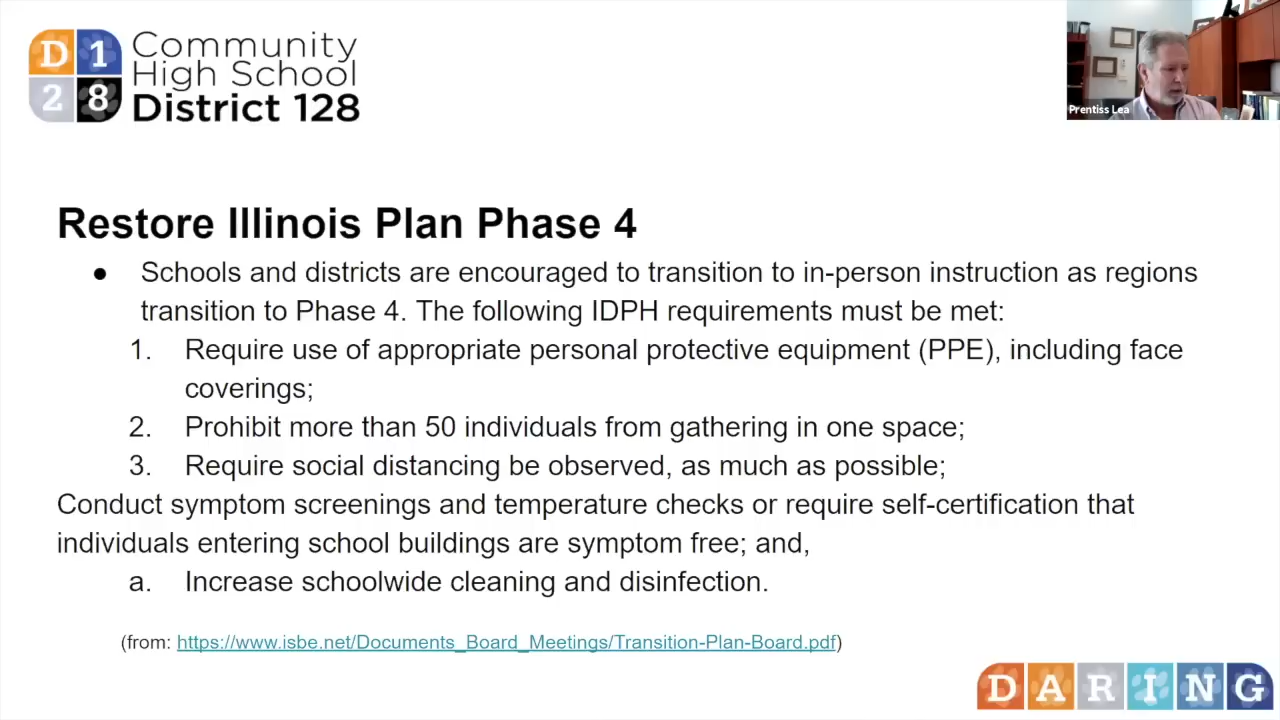 D 1
2 8
Community
High School
District 128
Prentiss Lea
Restore Illinois Plan Phase 4
● Schools and districts are encouraged to transition to in-person instruction as regions
transition to Phase 4. The following IDPH requirements must be met:
1. Require use of appropriate personal protective equipment (PPE), including face
coverings;
2. Prohibit more than 50 individuals from gathering in one space;
3. Require social distancing be observed, as much as possible;
Conduct symptom screenings and temperature checks or require self-certification that
individuals entering school buildings are symptom free; and,
a. Increase schoolwide cleaning and disinfection.
(from: https://www.isbe.net/Documents_Board_Meetings/Transition-Plan-Board.pdf)
DARING